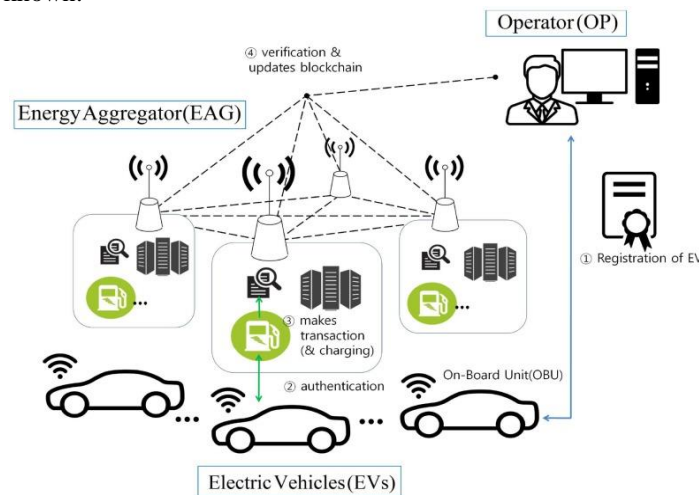 Operator(OP)
④ verification &
updates blockchain
Energy Aggregator(EAG)
① Registration of EV
...
...
...
③ makes
transaction
(& charging)
On-Board Unit(OBU)
② authentication
...
...
Electric Vehicles(EVs)